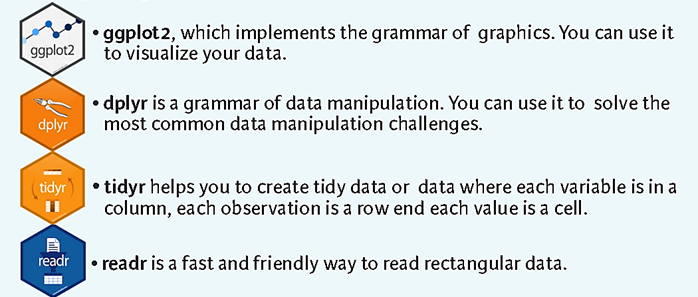 ggplot2
• ggplot2, which implements the grammar of graphics. You can use it
to visualize your data.
dplyr
• dplyr is a grammar of data manipulation. You can use it to solve the
most common data manipulation challenges.
tidyr
• tidyr helps you to create tidy data or data where each variable is in a
column, each observation is a row end each value is a cell.
readr
• readr is a fast and friendly way to read rectangular data.